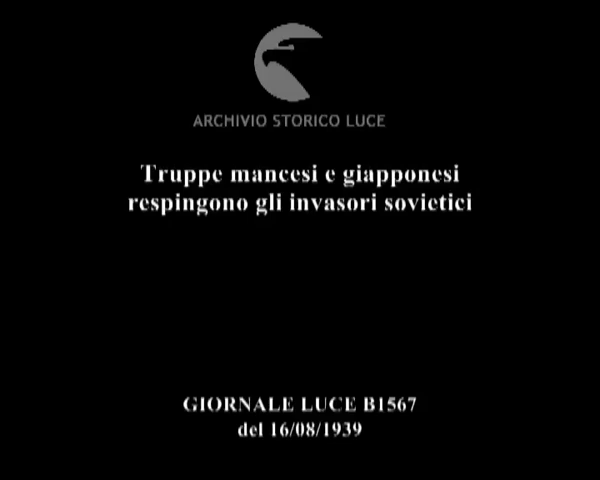 ARCHIVIO STORICO LUCE
Truppe mancesi e giapponesi
respingono gli invasori sovietici
GIORNALE LUCE B1567
del 16/08/1939